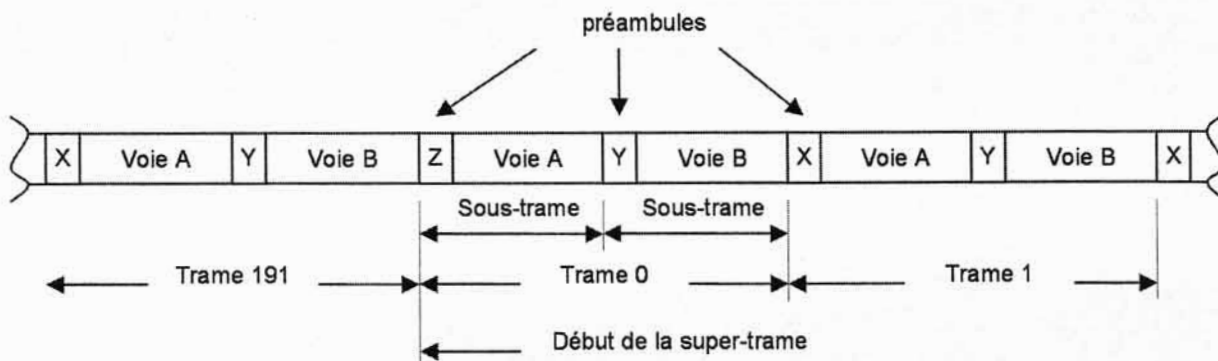 préambules
X Voie A Y Voie B Z Voie A Y Voie B X Voie A Y Voie B X
Sous-trame Sous-trame
Trame 191 Trame 0 Trame 1
Début de la super-trame